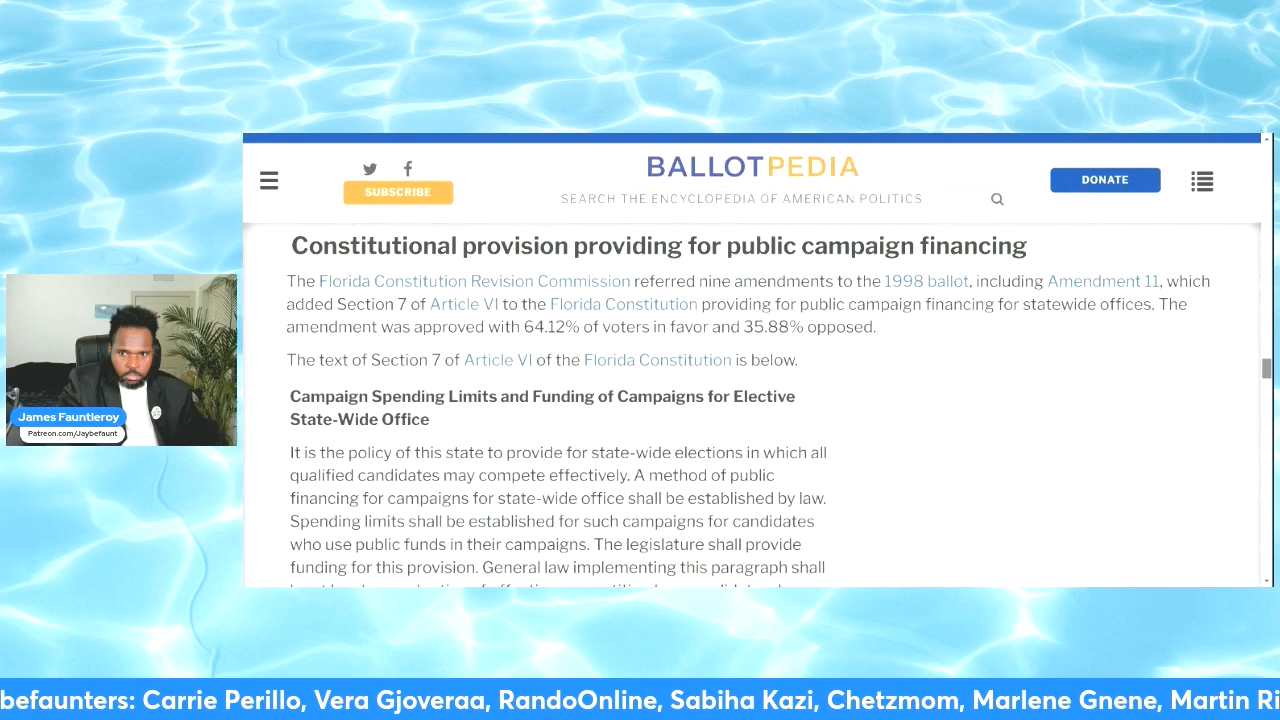 BALLOTPEDIA
SUBSCRIBE
DONATE
SEARCH THE ENCYCLOPEDIA OF AMERICAN POLITICS
Constitutional provision providing for public campaign financing
The Florida Constitution Revision Commission referred nine amendments to the 1998 ballot, including Amendment 11, which
added Section 7 of Article VI to the Florida Constitution providing for public campaign financing for statewide offices. The
amendment was approved with 64.12% of voters in favor and 35.88% opposed.
The text of Section 7 of Article VI of the Florida Constitution is below.
Campaign Spending Limits and Funding of Campaigns for Elective
State-Wide Office
It is the policy of this state to provide for state-wide elections in which all
qualified candidates may compete effectively. A method of public
financing for campaigns for state-wide office shall be established by law.
Spending limits shall be established for such campaigns for candidates
who use public funds in their campaigns. The legislature shall provide
funding for this provision. General law implementing this paragraph shall
James Fauntleroy
Patreon.com/Jaybefaunt
befaunters: Carrie Perillo, Vera Gjoveraa, RandoOnline, Sabiha Kazi, Chetzmom, Marlene Gnene, Martin Ri